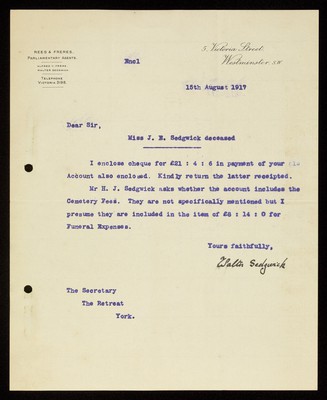 REES & FRERES.
PARLIAMENTARY AGENTS.
WALTER SEDGWICK.
TELEPHONE
VICTORIA
5, Victoria Street,
Westminster. S.W
Encl
15th August 1917
Dear Sir,
Miss J. E. Sedgwick deceased
I enclose cheque for £21 : 4 : 6 in payment of your
Account also enclosed. Kindly return the latter receipted.
Mr H. J. Sedgwick asks whether the account includes the
Cemetery Fees. They are not specifically mentioned but I
presume they are included in the item of £8 : 14 : 0 for
Funeral Expenses.
Yours faithfully,
Walter Sedgwick
The Secretary
The Retreat
York.